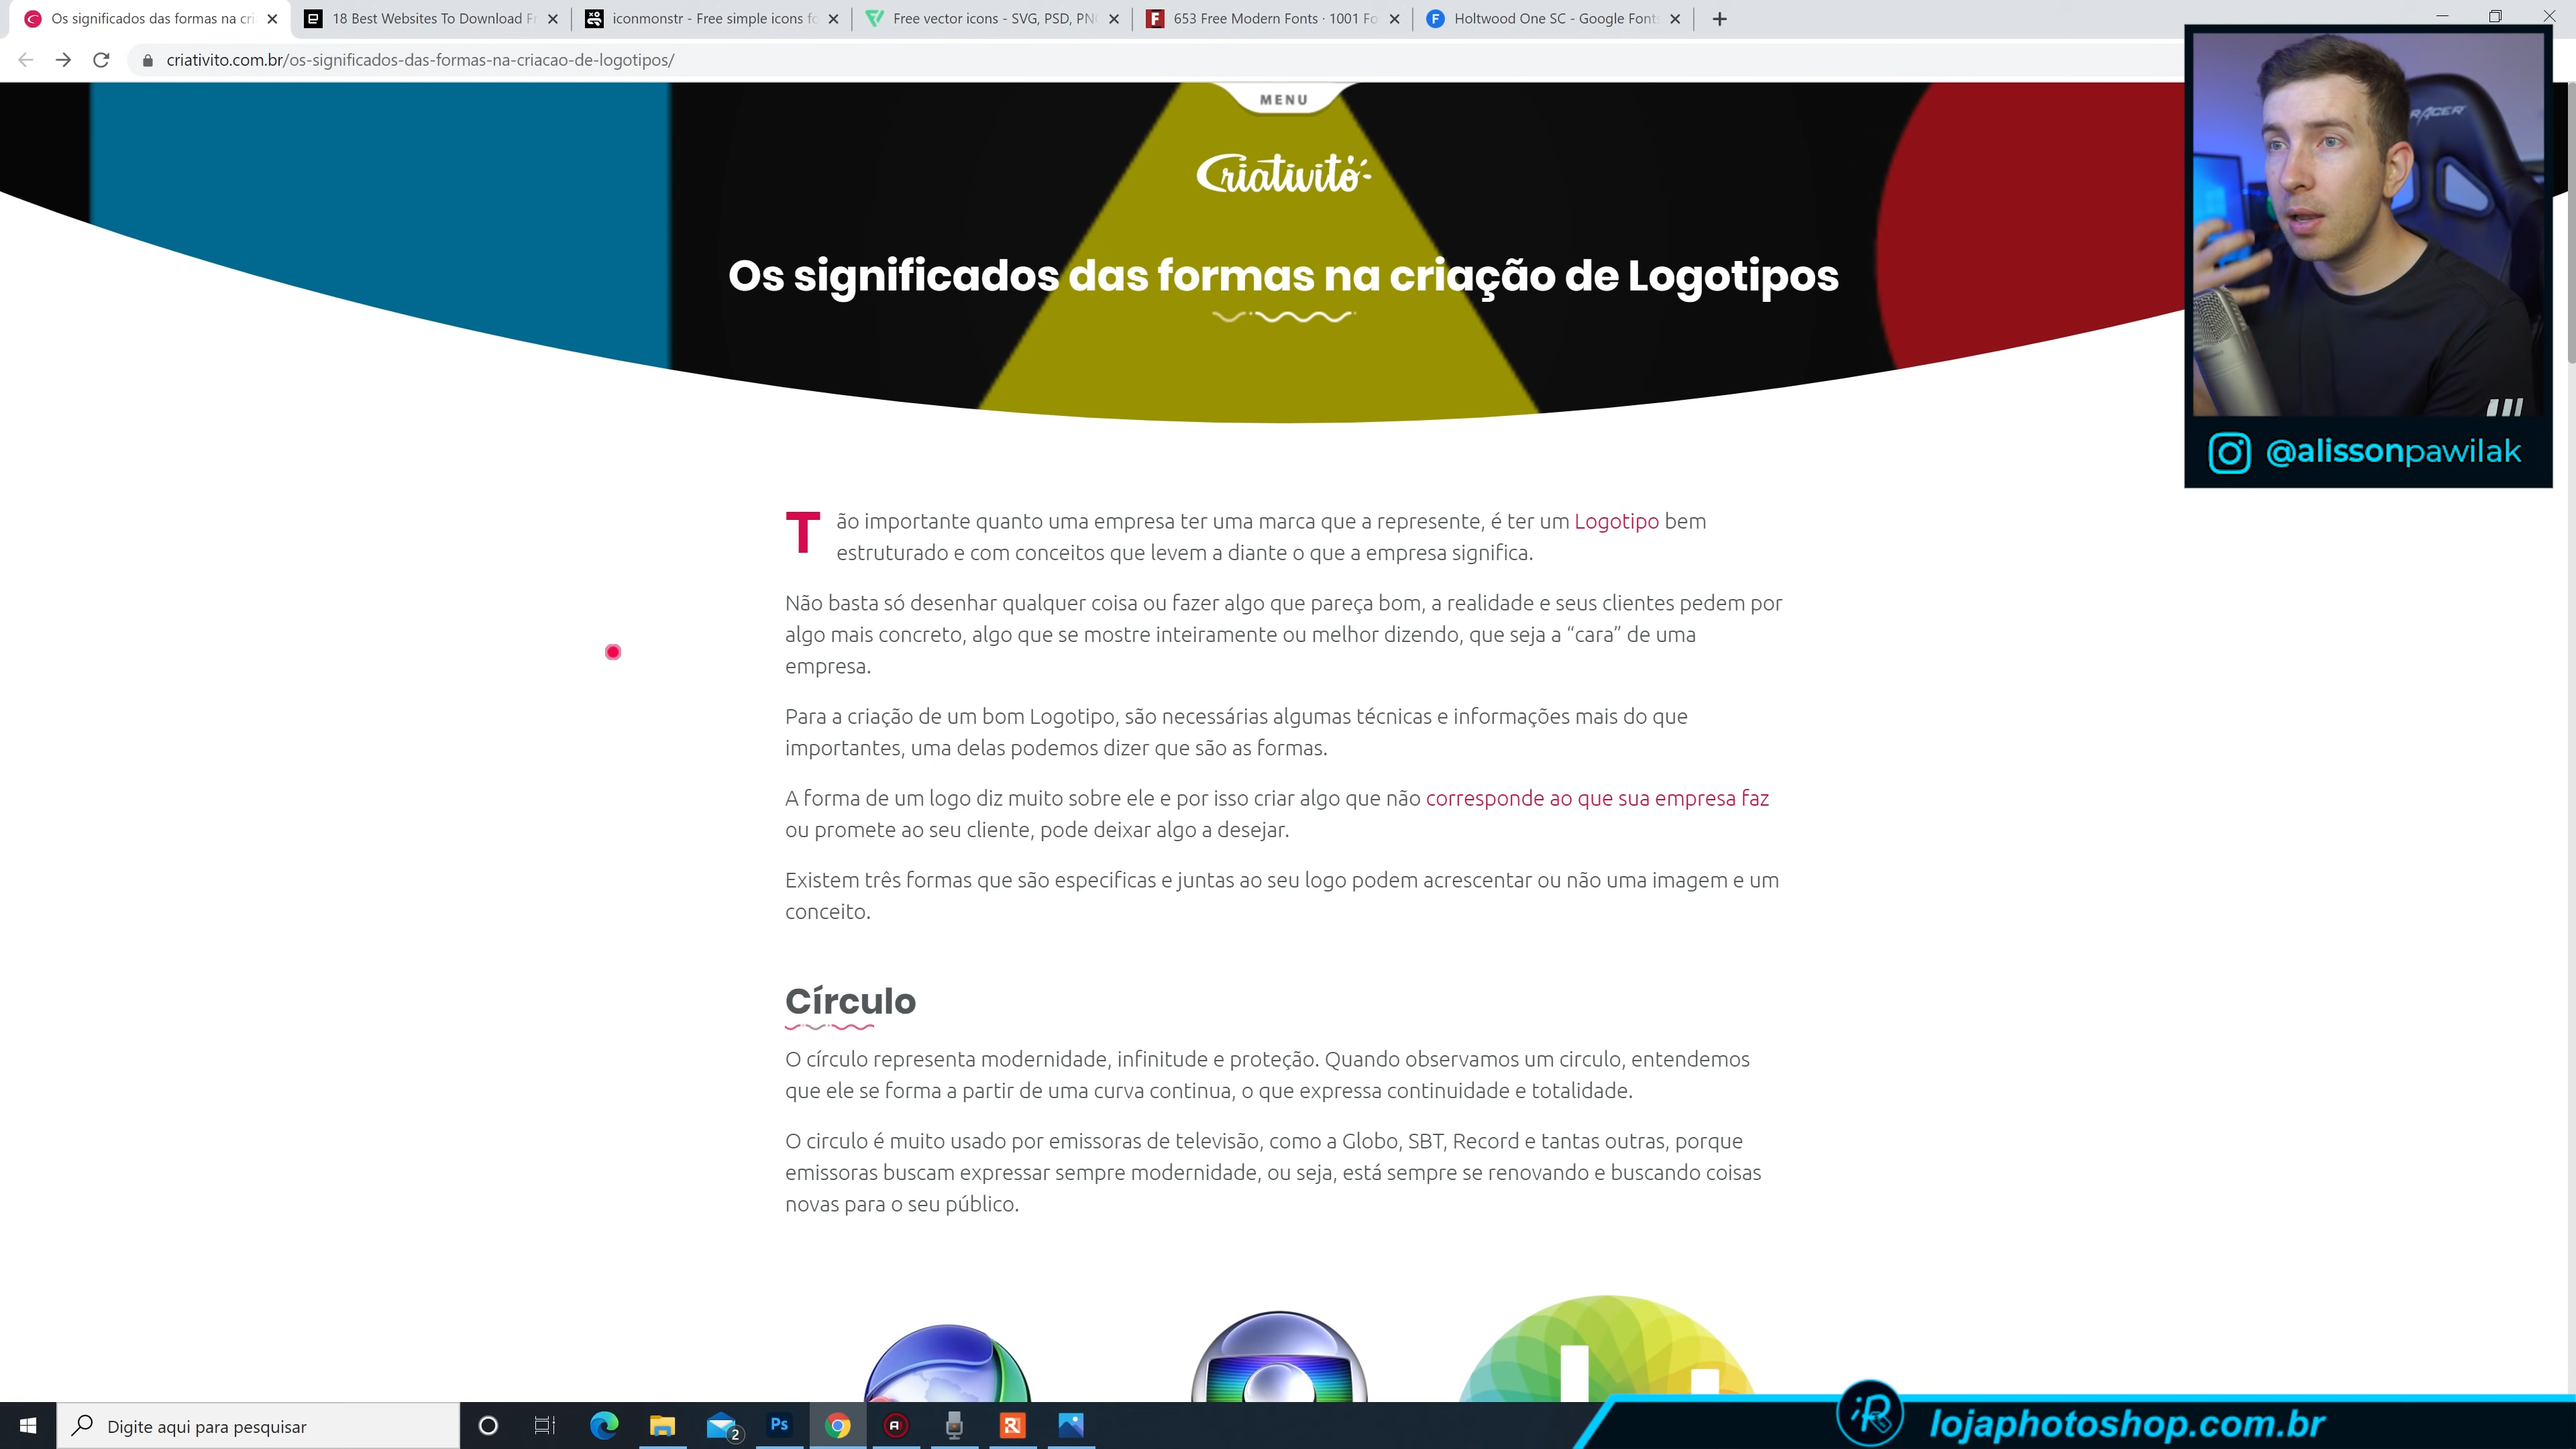 Os significados das formas na cri
18 Best Websites To Download Fr
iconmonstr - Free simple icons fo
Free vector icons - SVG, PSD, PNG
653 Free Modern Fonts · 1001 Fo
Holtwood One SC - Google Fonts
criativito.com.br/os-significados-das-formas-na-criacao-de-logotipos/
MENU
Criativito
Os significados das formas na criação de Logotipos
RACER
@alissonpawilak
Tão importante quanto uma empresa ter uma marca que a represente, é ter um Logotipo bem
estruturado e com conceitos que levem a diante o que a empresa significa.
Não basta só desenhar qualquer coisa ou fazer algo que pareça bom, a realidade e seus clientes pedem por
algo mais concreto, algo que se mostre inteiramente ou melhor dizendo, que seja a “cara” de uma
empresa.
Para a criação de um bom Logotipo, são necessárias algumas técnicas e informações mais do que
importantes, uma delas podemos dizer que são as formas.
A forma de um logo diz muito sobre ele e por isso criar algo que não corresponde ao que sua empresa faz
ou promete ao seu cliente, pode deixar algo a desejar.
Existem três formas que são especificas e juntas ao seu logo podem acrescentar ou não uma imagem e um
conceito.
Círculo
O círculo representa modernidade, infinitude e proteção. Quando observamos um circulo, entendemos
que ele se forma a partir de uma curva continua, o que expressa continuidade e totalidade.
O circulo é muito usado por emissoras de televisão, como a Globo, SBT, Record e tantas outras, porque
emissoras buscam expressar sempre modernidade, ou seja, está sempre se renovando e buscando coisas
novas para o seu público.
Digite aqui para pesquisar
2
Ps
lojaphotoshop.com.br